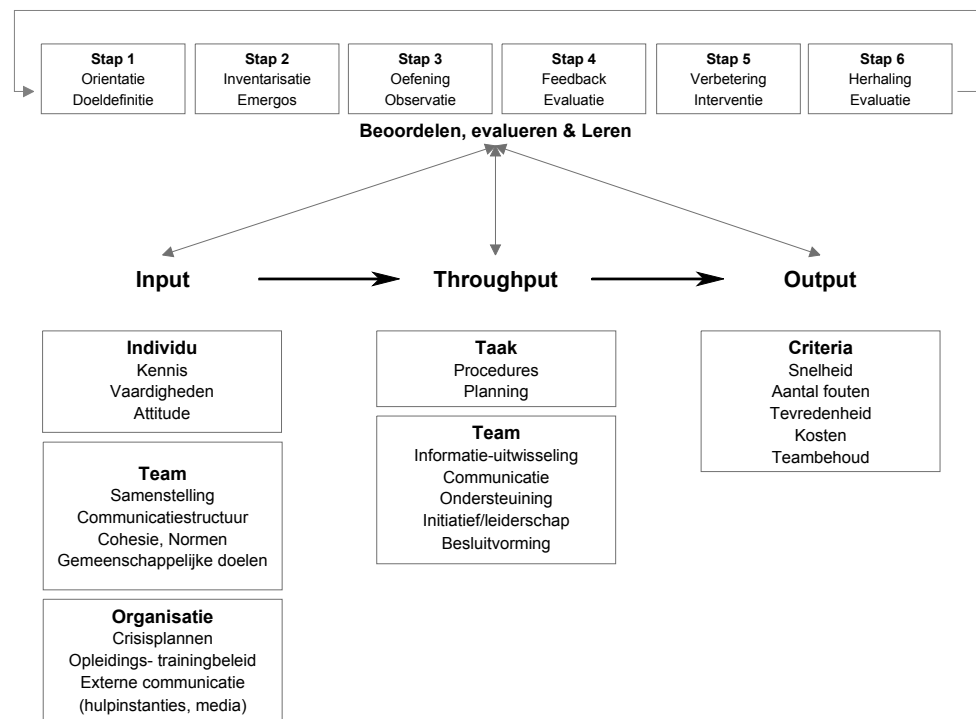 Stap 1
Orientatie
Doeldefinitie
Stap 2
Inventarisatie
Emergos
Stap 3
Oefening
Observatie
Stap 4
Feedback
Evaluatie
Stap 5
Verbetering
Interventie
Stap 6
Herhaling
Evaluatie
Beoordelen, evalueren & Leren
Input
Throughput
Output
Individu
Kennis
Vaardigheden
Attitude
Team
Samenstelling
Communicatiestructuur
Cohesie, Normen
Gemeenschappelijke doelen
Organisatie
Crisisplannen
Opleidings- trainingbeleid
Externe communicatie
(hulpinstanties, media)
Taak
Procedures
Planning
Team
Informatie-uitwisseling
Communicatie
Ondersteuining
Initiatief/leiderschap
Besluitvorming
Criteria
Snelheid
Aantal fouten
Tevredenheid
Kosten
Teambehoud